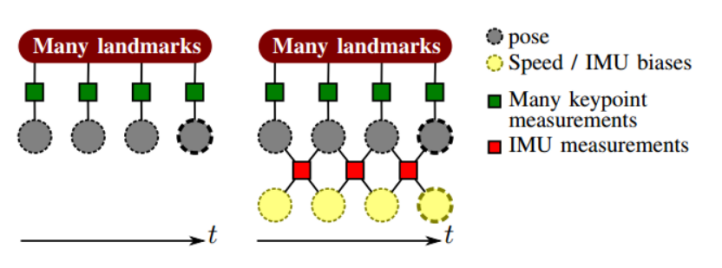 Many landmarks
Many landmarks
pose
Speed / IMU biases
Many keypoint
measurements
IMU measurements
t
t